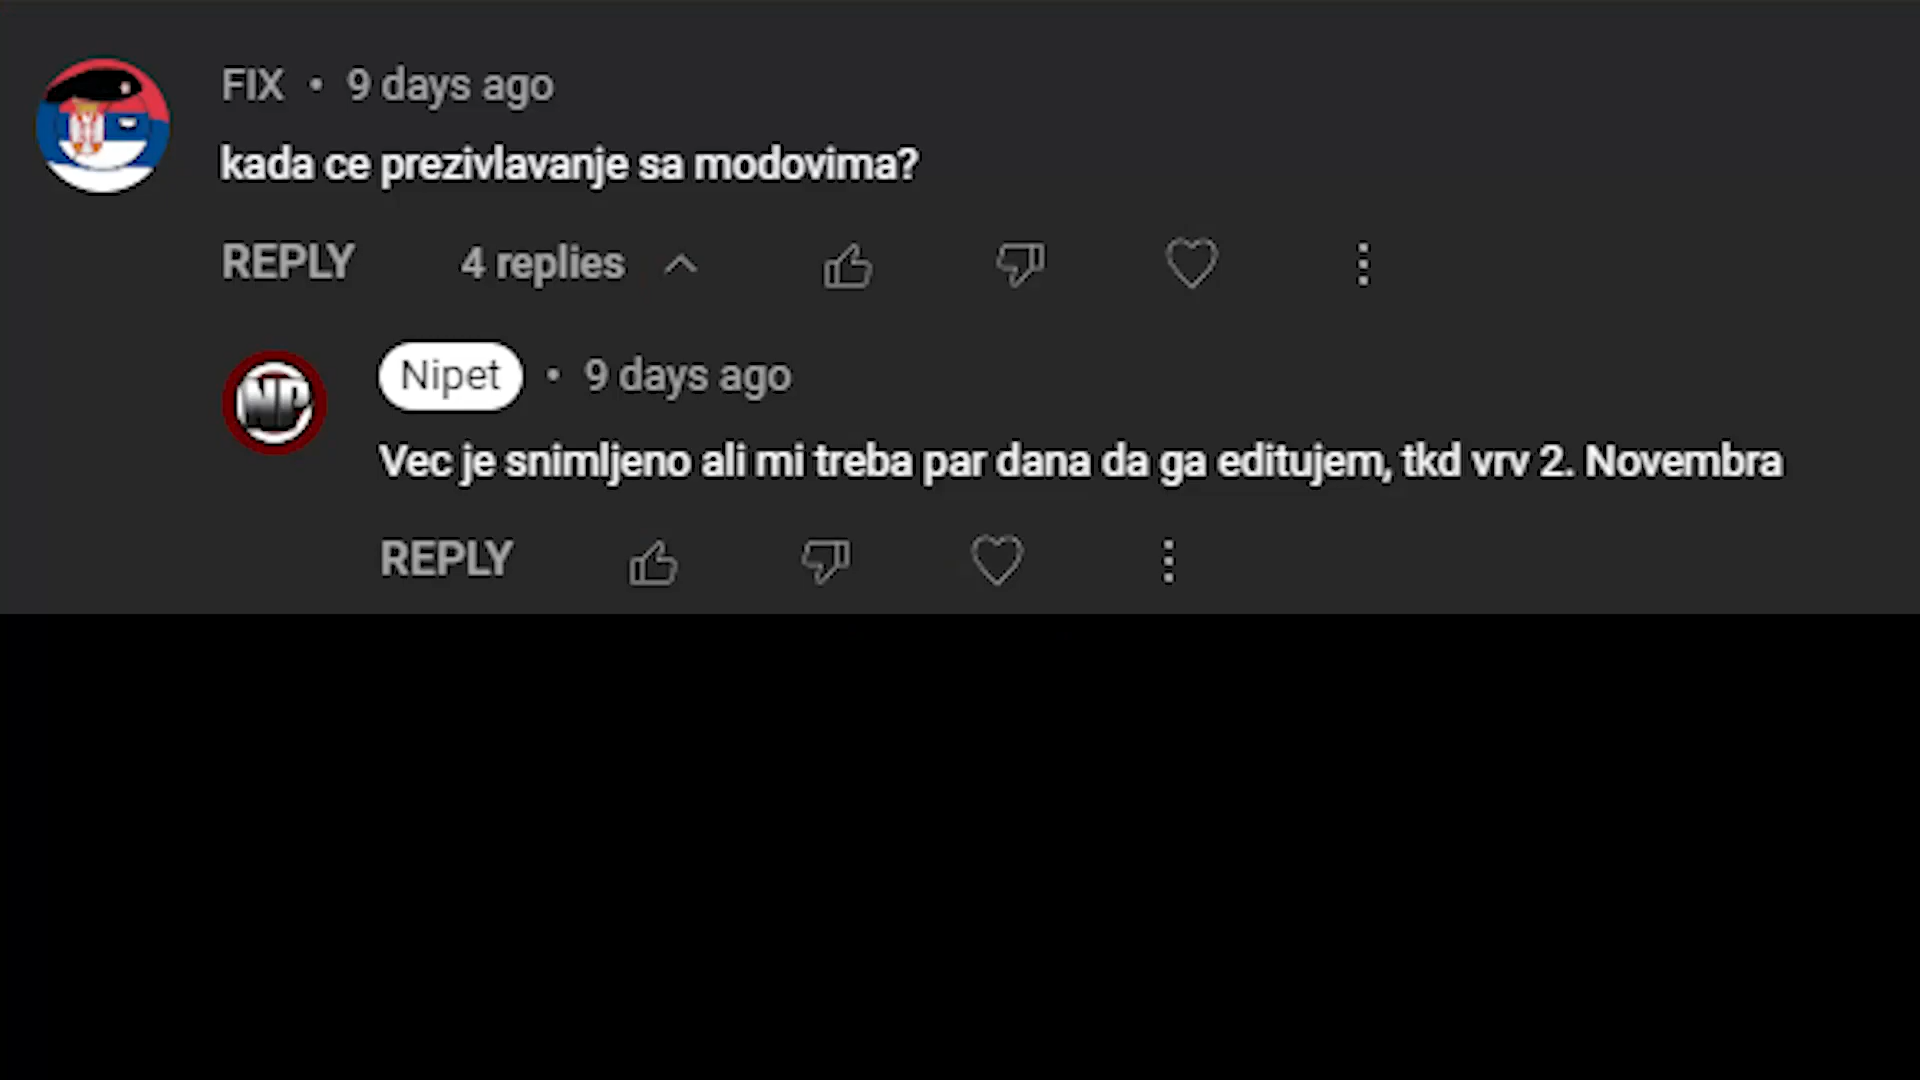 FIX • 9 days ago
kada ce prezivlavanje sa modovima?
REPLY 4 replies
NP
Nipet • 9 days ago
Vec je snimljeno ali mi treba par dana da ga editujem, tkd vrv 2. Novembra
REPLY